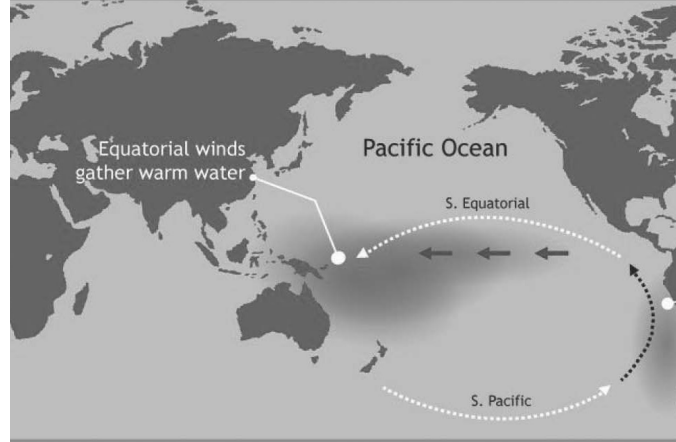 Equatorial winds
gather warm water
Pacific Ocean
S. Equatorial
S. Pacific